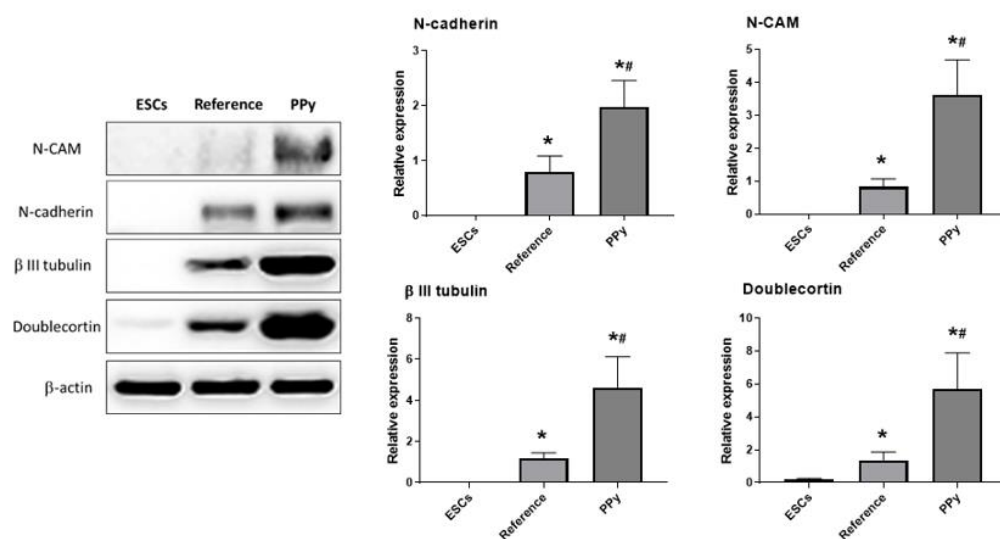 ESCs Reference PPy
N-CAM
N-cadherin
β III tubulin
Doublecortin
β-actin
N-cadherin
Relative expression
3
2
1
0
*
*#
ESCs
Reference
PPy
N-CAM
Relative expression
5
4
3
2
1
0
*
*#
ESCs
Reference
PPy
β III tubulin
Relative expression
8
6
4
2
0
*
*#
ESCs
Reference
PPy
Doublecortin
Relative expression
10
8
6
4
2
0
*
*#
ESCs
Reference
PPy